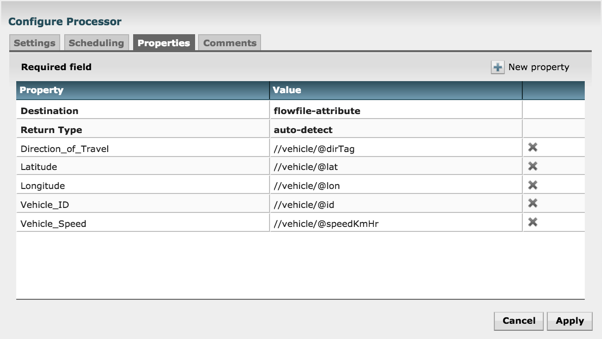 Configure Processor
Settings Scheduling Properties Comments
Required field New property
Property Value
Destination flowfile-attribute
Return Type auto-detect
Direction_of_Travel //vehicle/@dirTag
Latitude //vehicle/@lat
Longitude //vehicle/@lon
Vehicle_ID //vehicle/@id
Vehicle_Speed //vehicle/@speedKmHr
Cancel Apply